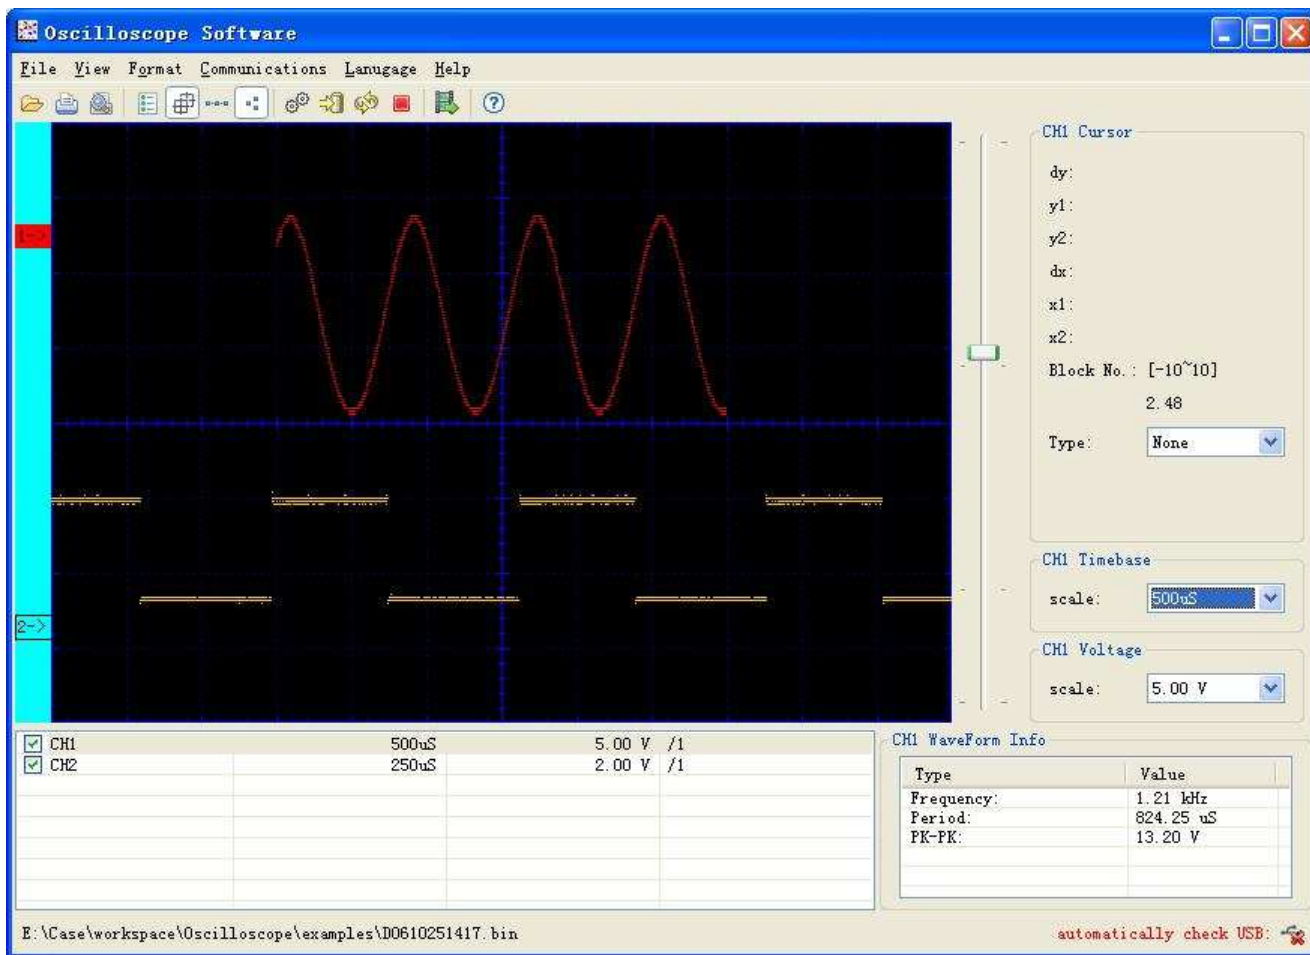 Oscilloscope Software
File View Format Communications Lanugage Help
1->
2->
CH1 Cursor
dy:
y1:
y2:
dx:
x1:
x2:
Block No.: [-10~10]
2.48
Type: None
CH1 Timebase
scale: 500uS
CH1 Voltage
scale: 5.00 V
CH1 500uS 5.00 V /1
CH2 250uS 2.00 V /1
CH1 WaveForm Info
Type Value
Frequency: 1.21 kHz
Period: 824.25 uS
PK-PK: 13.20 V
E:\Case\workspace\Oscilloscope\examples\D0610251417.bin
automatically check USB: